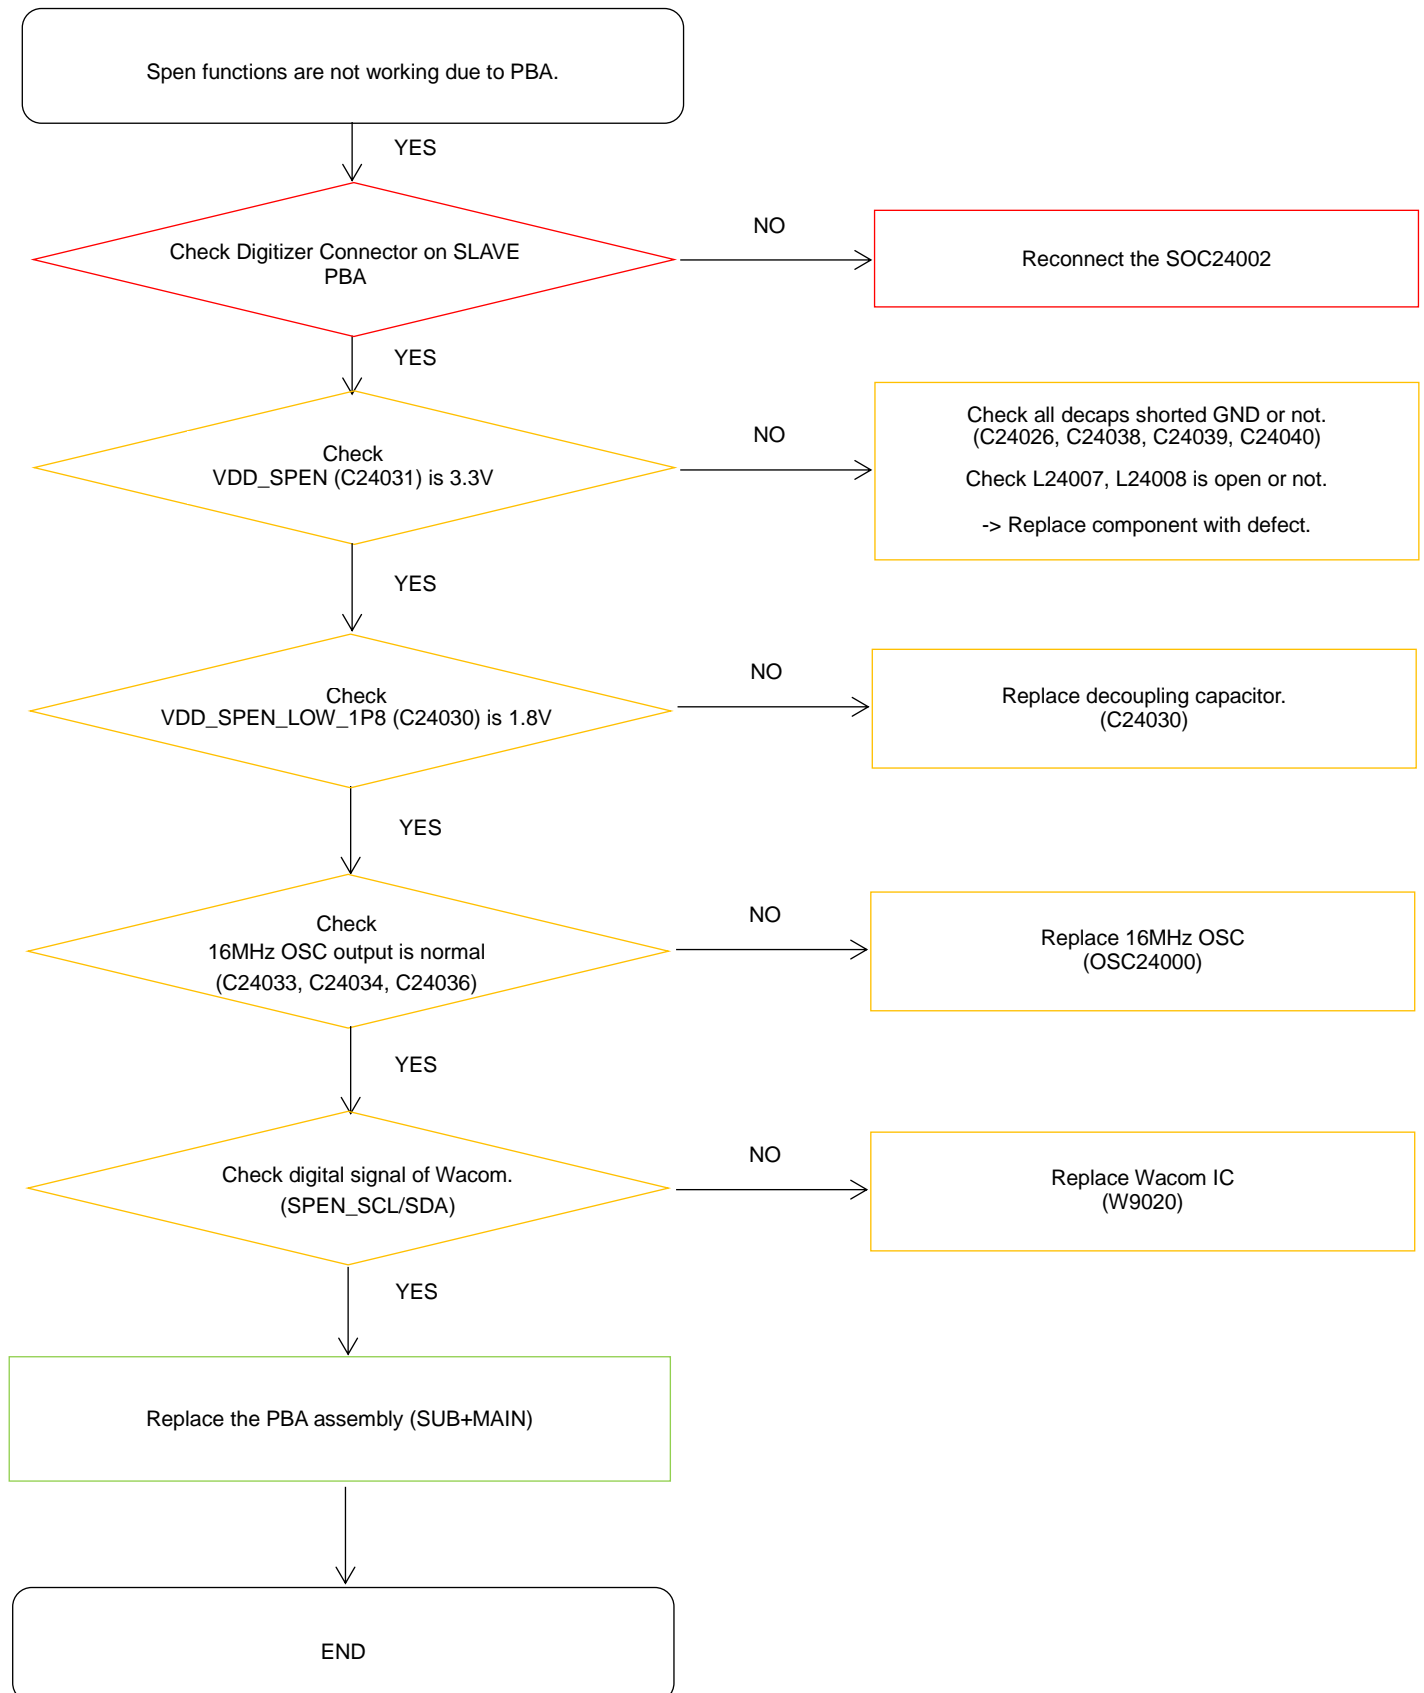 Spen functions are not working due to PBA.
YES
Check Digitizer Connector on SLAVE
PBA
NO
Reconnect the SOC24002
YES
Check
VDD_SPEN (C24031) is 3.3V
NO
Check all decaps shorted GND or not.
(C24026, C24038, C24039, C24040)
Check L24007, L24008 is open or not.
-> Replace component with defect.
YES
Check
VDD_SPEN_LOW_1P8 (C24030) is 1.8V
NO
Replace decoupling capacitor.
(C24030)
YES
Check
16MHz OSC output is normal
(C24033, C24034, C24036)
NO
Replace 16MHz OSC
(OSC24000)
YES
Check digital signal of Wacom.
(SPEN_SCL/SDA)
NO
Replace Wacom IC
(W9020)
YES
Replace the PBA assembly (SUB+MAIN)
END